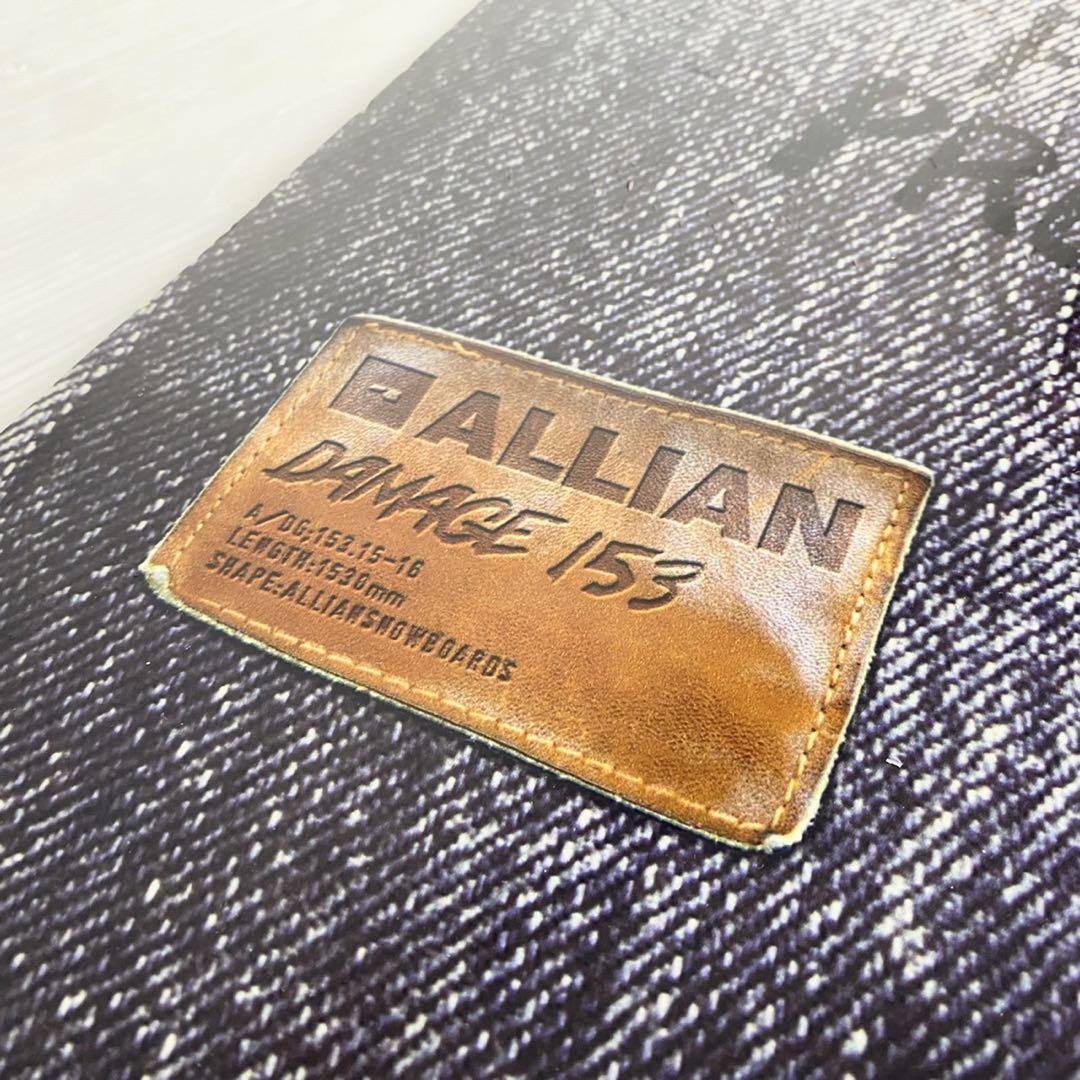 ALLIAN
DAMAGE 153
A/DG:153.15-16
LENGTH:1530mm
SHAPE:ALLIANSNOWBOARDS